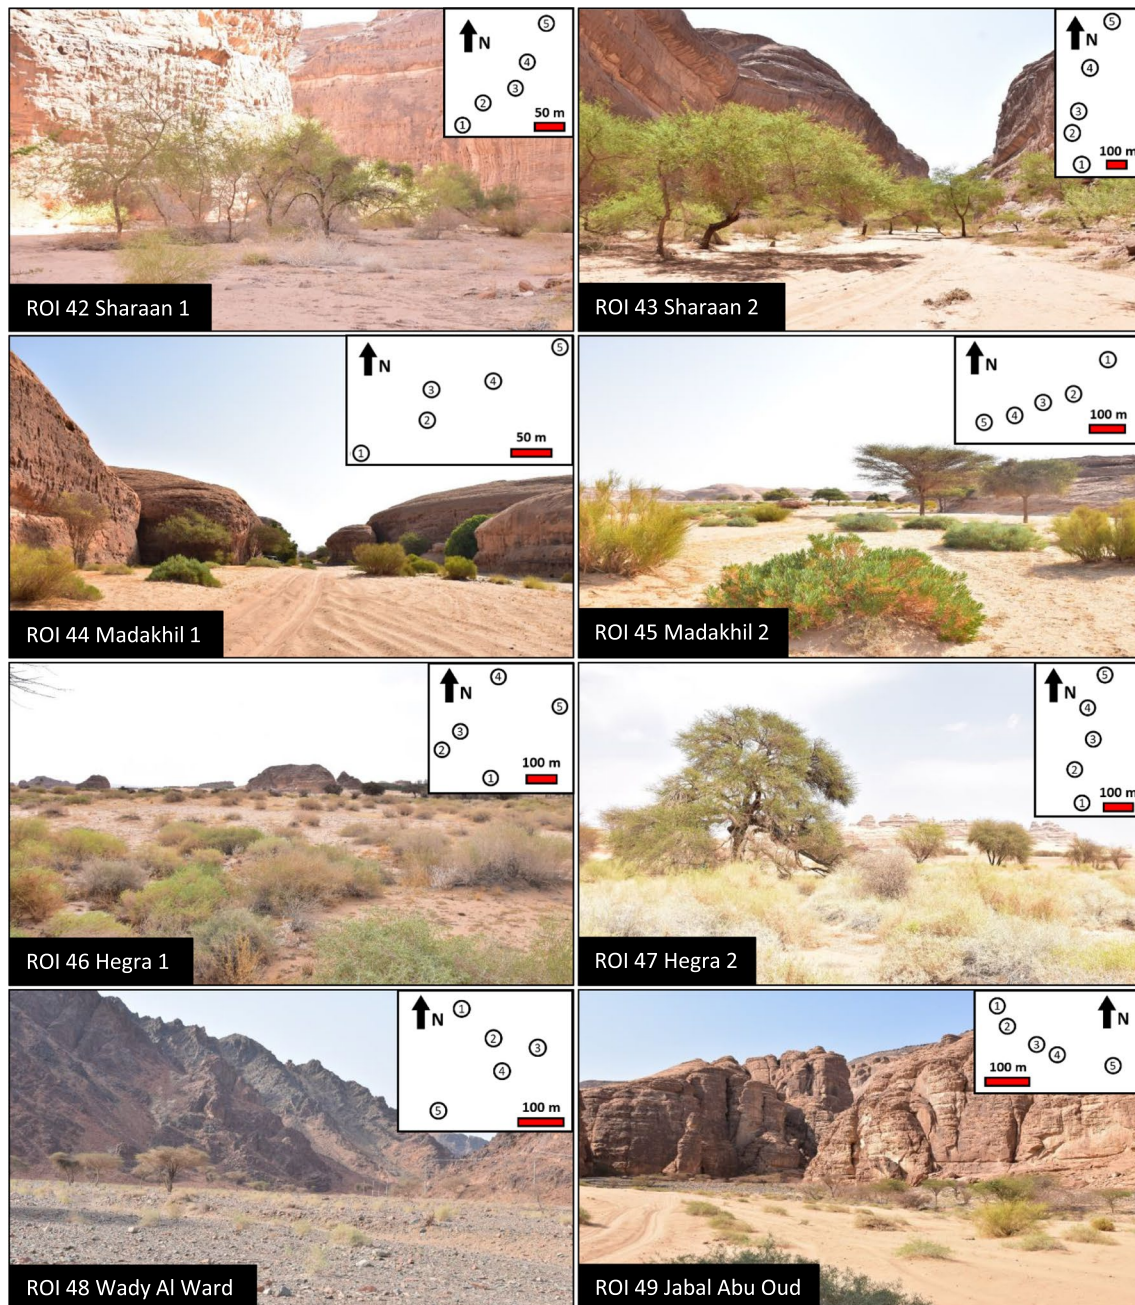 N
5
4
3
2
1
50 m
ROI 42 Sharaan 1
5
N
4
3
2
1
100 m
ROI 43 Sharaan 2
N
5
4
3
2
1
50 m
ROI 44 Madakhil 1
N
1
2
3
4
5
100 m
ROI 45 Madakhil 2
4
N
5
3
2
1
100 m
ROI 46 Hegra 1
5
N
4
3
2
1
100 m
ROI 47 Hegra 2
1
N
2
3
4
5
100 m
ROI 48 Wady Al Ward
1
N
2
3
4
5
100 m
ROI 49 Jabal Abu Oud